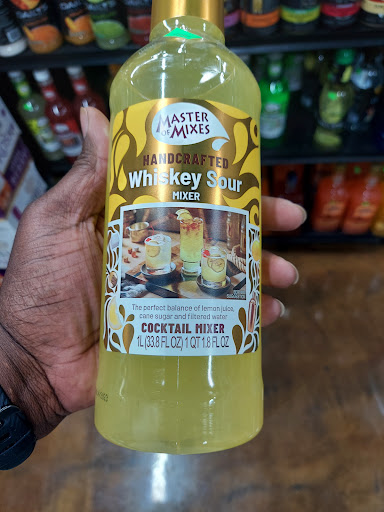 MASTER
OF
MIXES
HANDCRAFTED
Whiskey Sour
MIXER
The perfect balance of lemon juice,
cane sugar and filtered water
COCKTAIL MIXER
1L (33.8 FL OZ) 1 QT 1.8 FL OZ